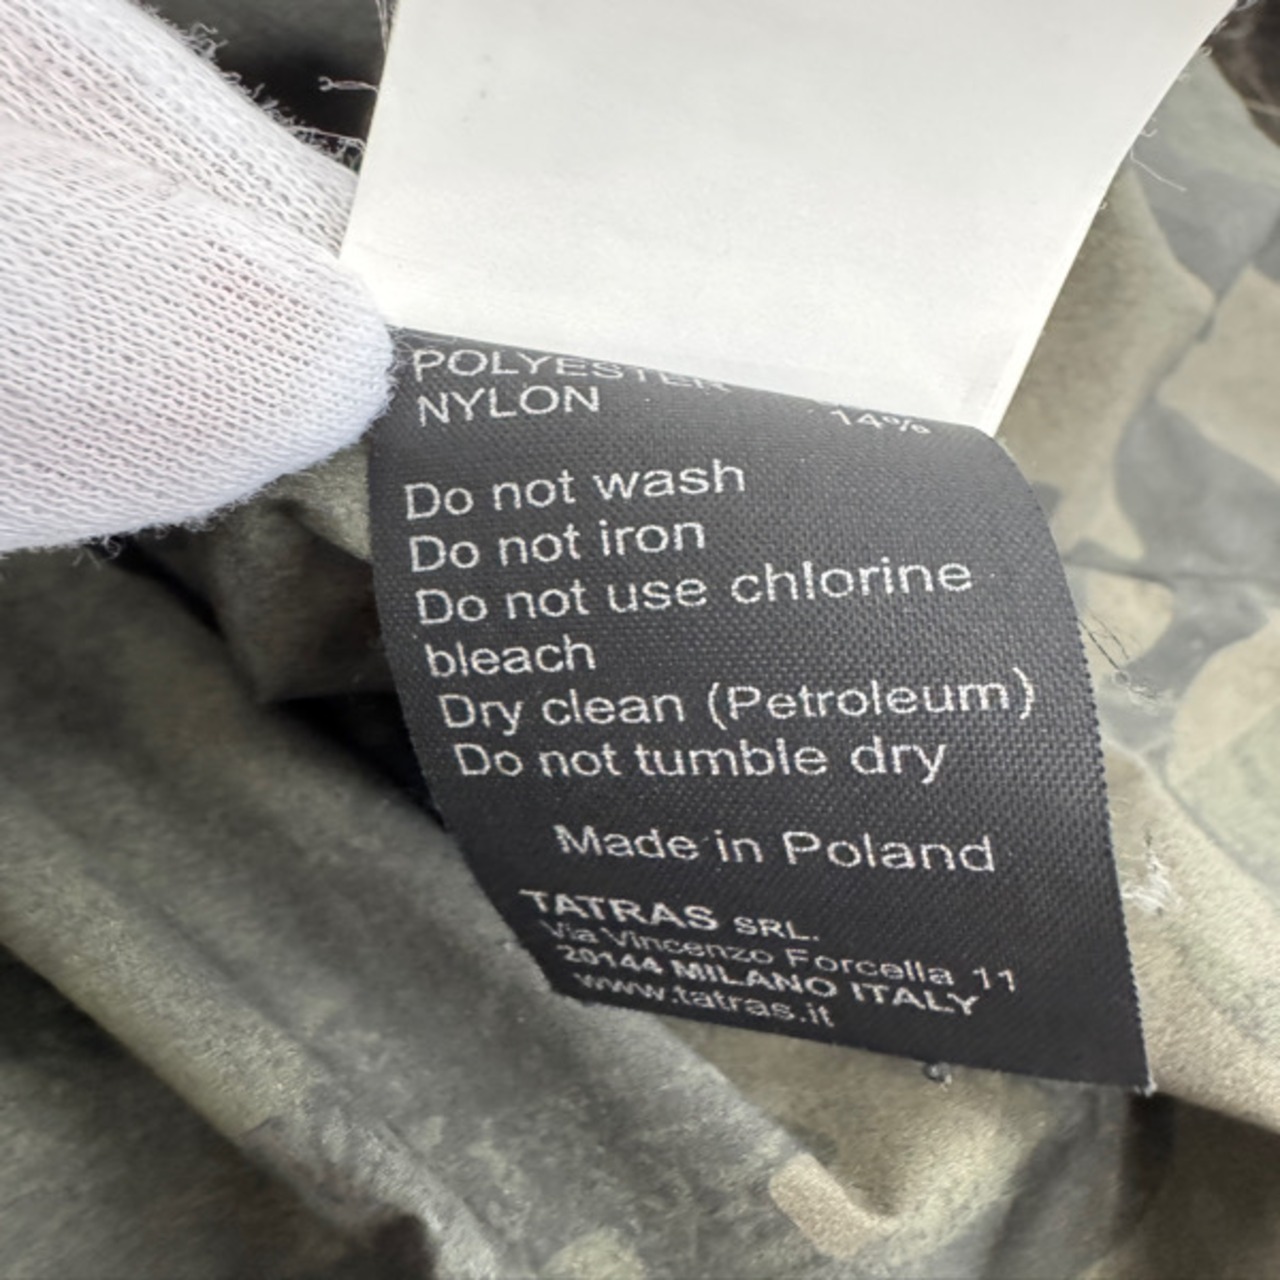 POLYESTER
NYLON 14%
Do not wash
Do not iron
Do not use chlorine
bleach
Dry clean (Petroleum)
Do not tumble dry
Made in Poland
TATRAS SRL.
Via Vincenzo Forcella 11
20144 MILANO ITALY
www.tatras.it